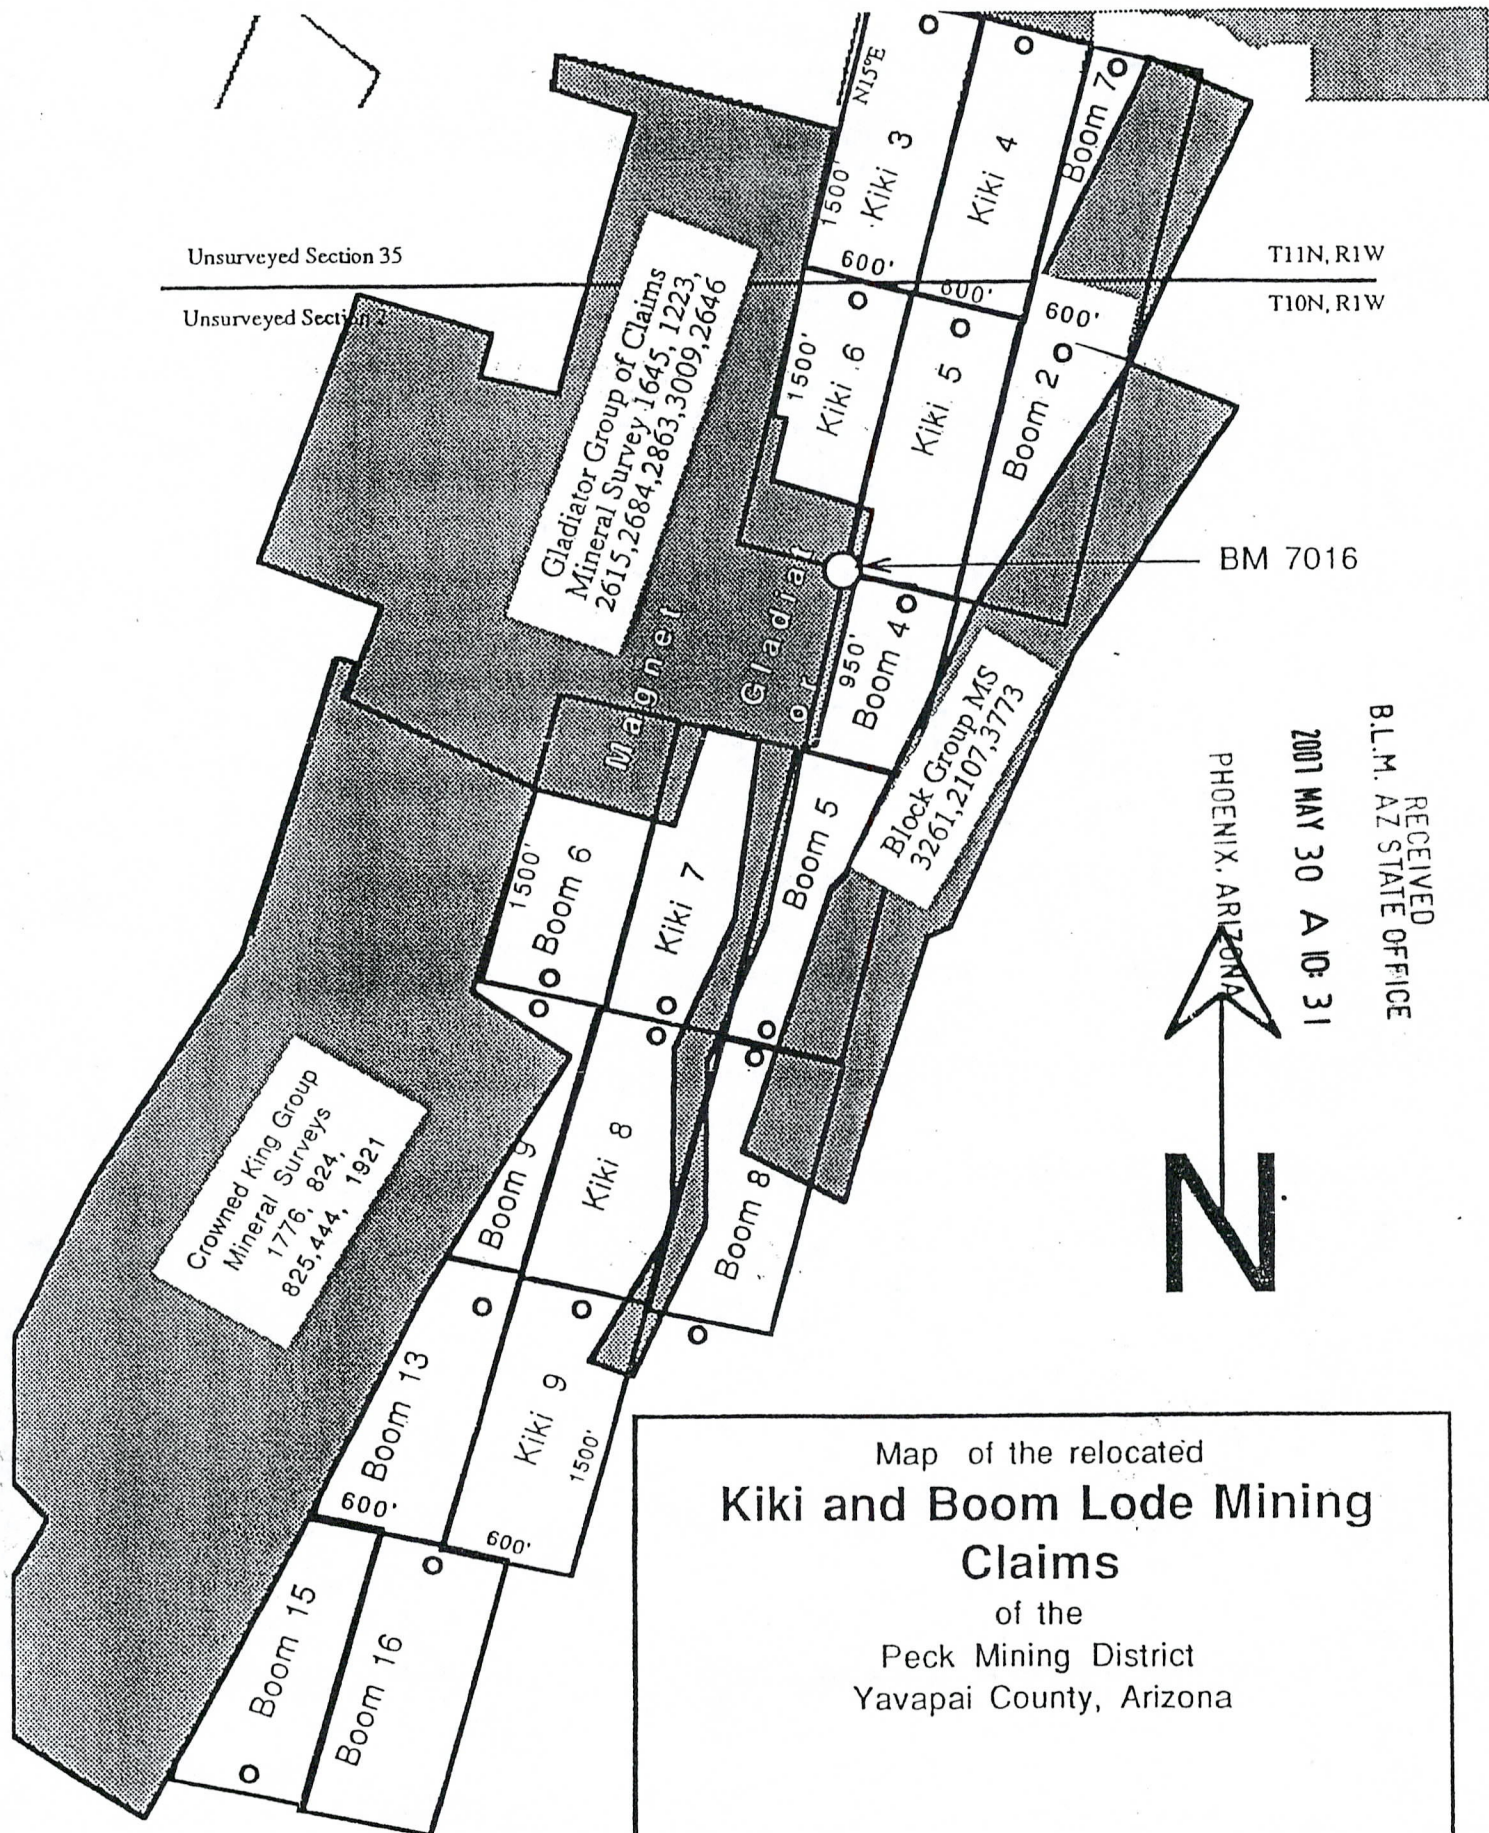 N15°E
1500'
Kiki 3
Kiki 4
Boom 7
Unsurveyed Section 35
T11N, R1W
T10N, R1W
Unsurveyed Section 2
600'
600'
600'
Gladiator Group of Claims
Mineral Survey 1645, 1223,
2615,2684,2863,3009,2646
1500'
Kiki 6
Kiki 5
Boom 2
BM 7016
Magnet
Gladiat
or
950'
Boom 4
Block Group MS
3261,2107,3773
RECEIVED
B.L.M. AZ STATE OFFICE
2007 MAY 30 A 10: 31
PHOENIX, ARIZONA
1500'
Boom 6
Kiki 7
Boom 5
N
Crowned King Group
Mineral Surveys
1776, 824,
825,444, 1921
Boom 9
Kiki 8
Boom 8
Boom 13
600'
Kiki 9
1500'
600'
Boom 15
Boom 16
Map of the relocated
Kiki and Boom Lode Mining
Claims
of the
Peck Mining District
Yavapai County, Arizona